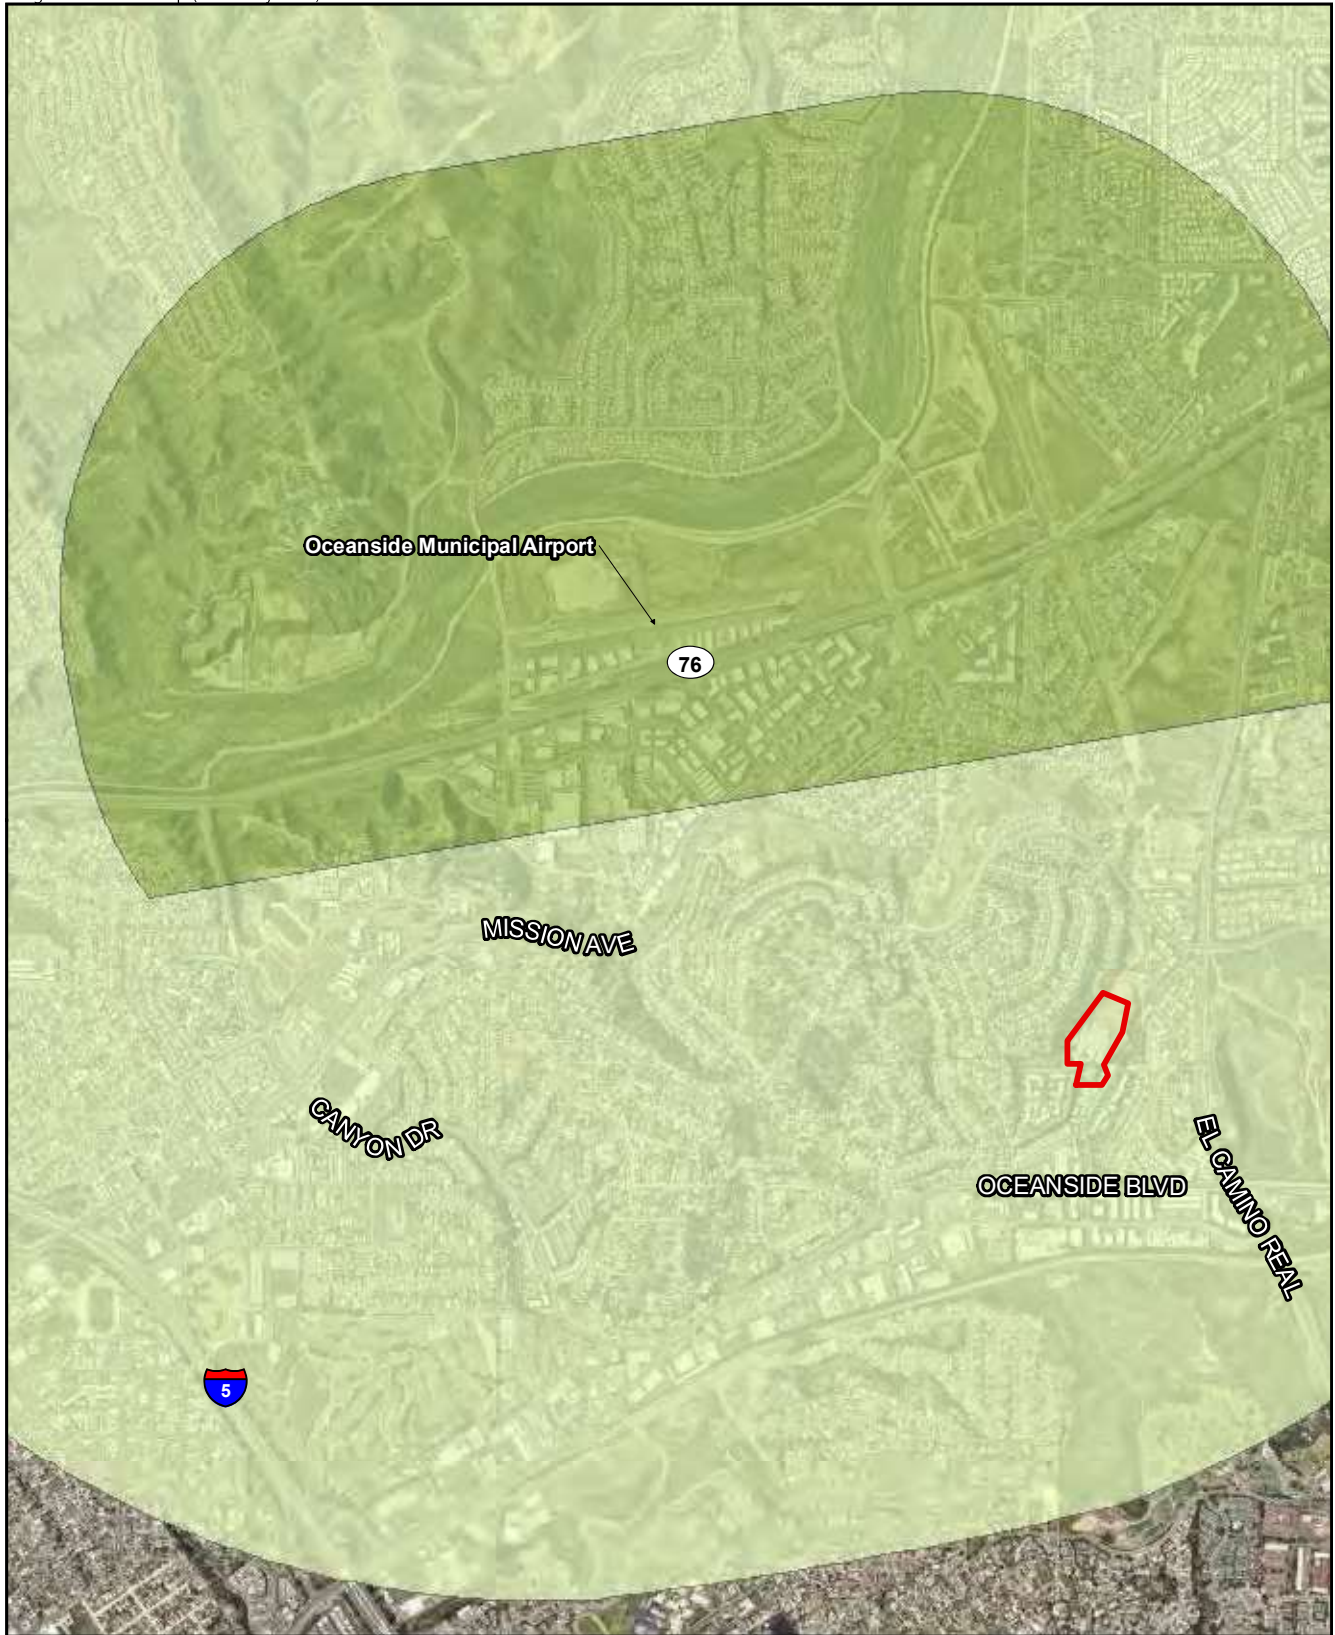 Oceanside Municipal Airport
76
MISSION AVE
CANYON DR
OCEANSIDE BLVD
EL CAMINO REAL
5